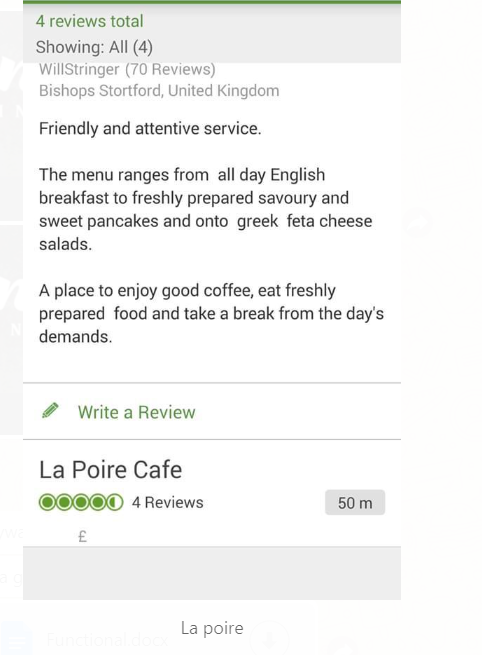 4 reviews total
Showing: All (4)
WillStringer (70 Reviews)
Bishops Stortford, United Kingdom
Friendly and attentive service.
The menu ranges from all day English
breakfast to freshly prepared savoury and
sweet pancakes and onto greek feta cheese
salads.
A place to enjoy good coffee, eat freshly
prepared food and take a break from the day's
demands.
Write a Review
La Poire Cafe
4 Reviews
50 m
£
La poire
Functional.docx